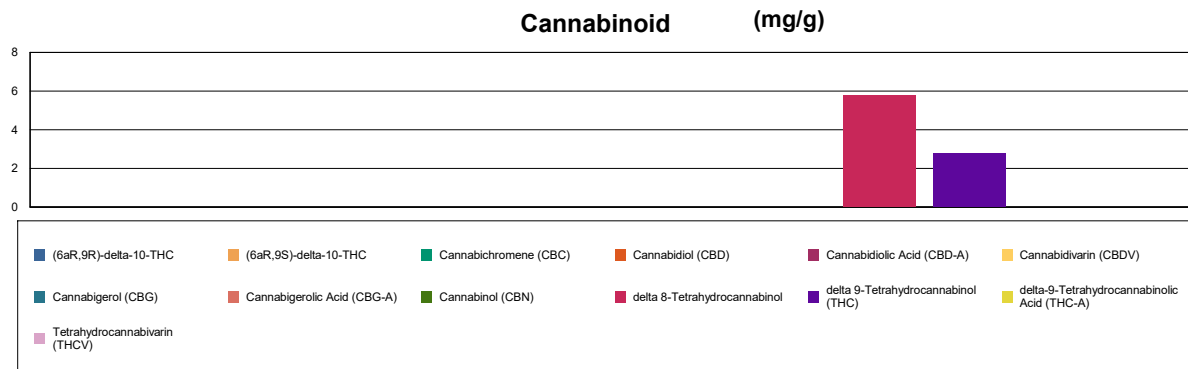 Cannabinoid (mg/g)
8
6
4
2
0
(6aR,9R)-delta-10-THC
(6aR,9S)-delta-10-THC
Cannabichromene (CBC)
Cannabidiol (CBD)
Cannabidiolic Acid (CBD-A)
Cannabidivarin (CBDV)
Cannabigerol (CBG)
Cannabigerolic Acid (CBG-A)
Cannabinol (CBN)
delta 8-Tetrahydrocannabinol
delta 9-Tetrahydrocannabinol
(THC)
delta-9-Tetrahydrocannabinolic
Acid (THC-A)
Tetrahydrocannabivarin
(THCV)